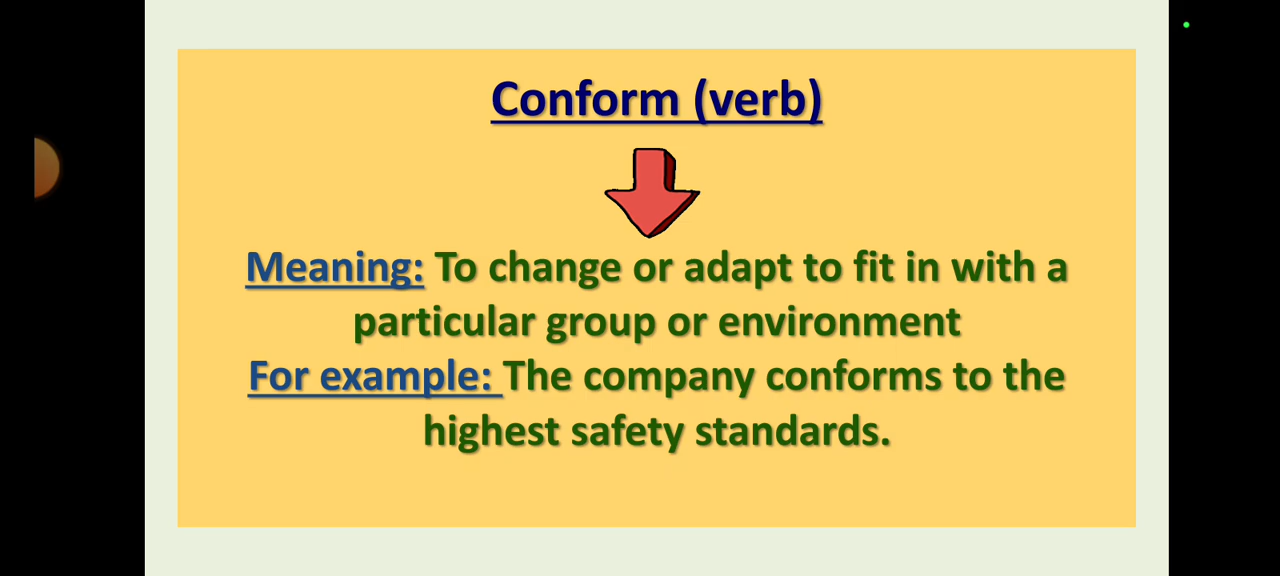 Conform (verb)
Meaning: To change or adapt to fit in with a
particular group or environment
For example: The company conforms to the
highest safety standards.